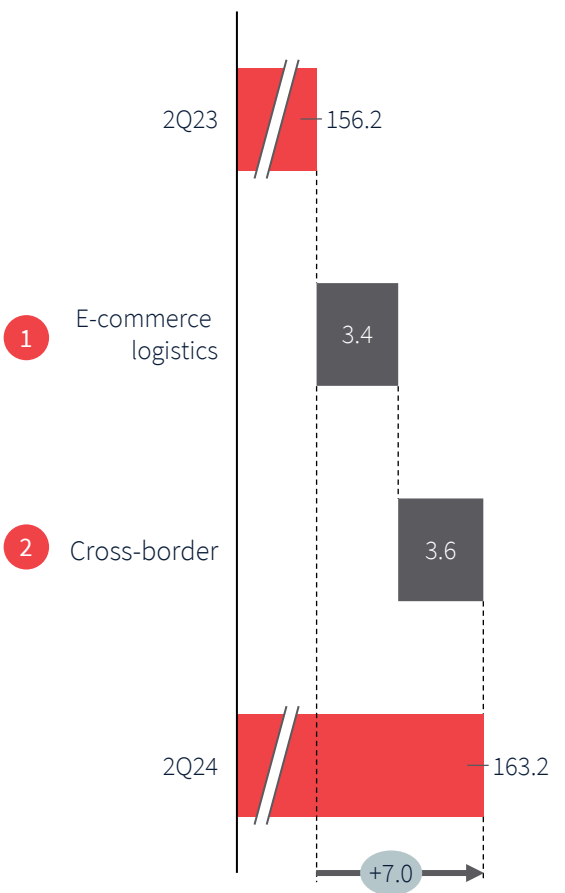 2Q23
156.2
1
E-commerce
logistics
3.4
2
Cross-border
3.6
2Q24
163.2
+7.0